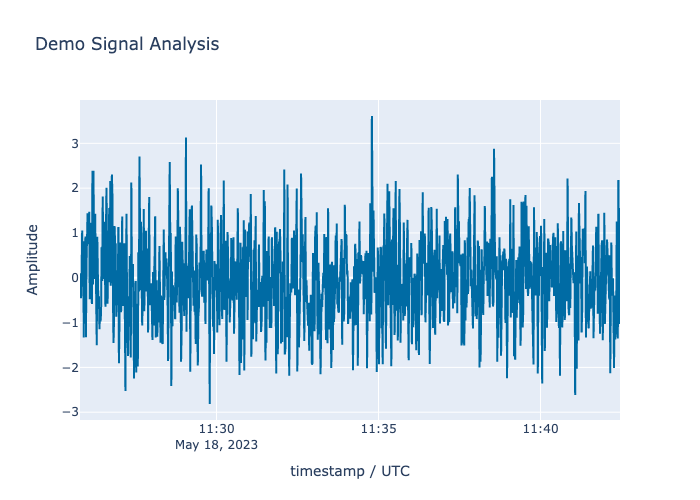 Demo Signal Analysis
Amplitude
3
2
1
0
−1
−2
−3
11:30
11:35
11:40
May 18, 2023
timestamp / UTC